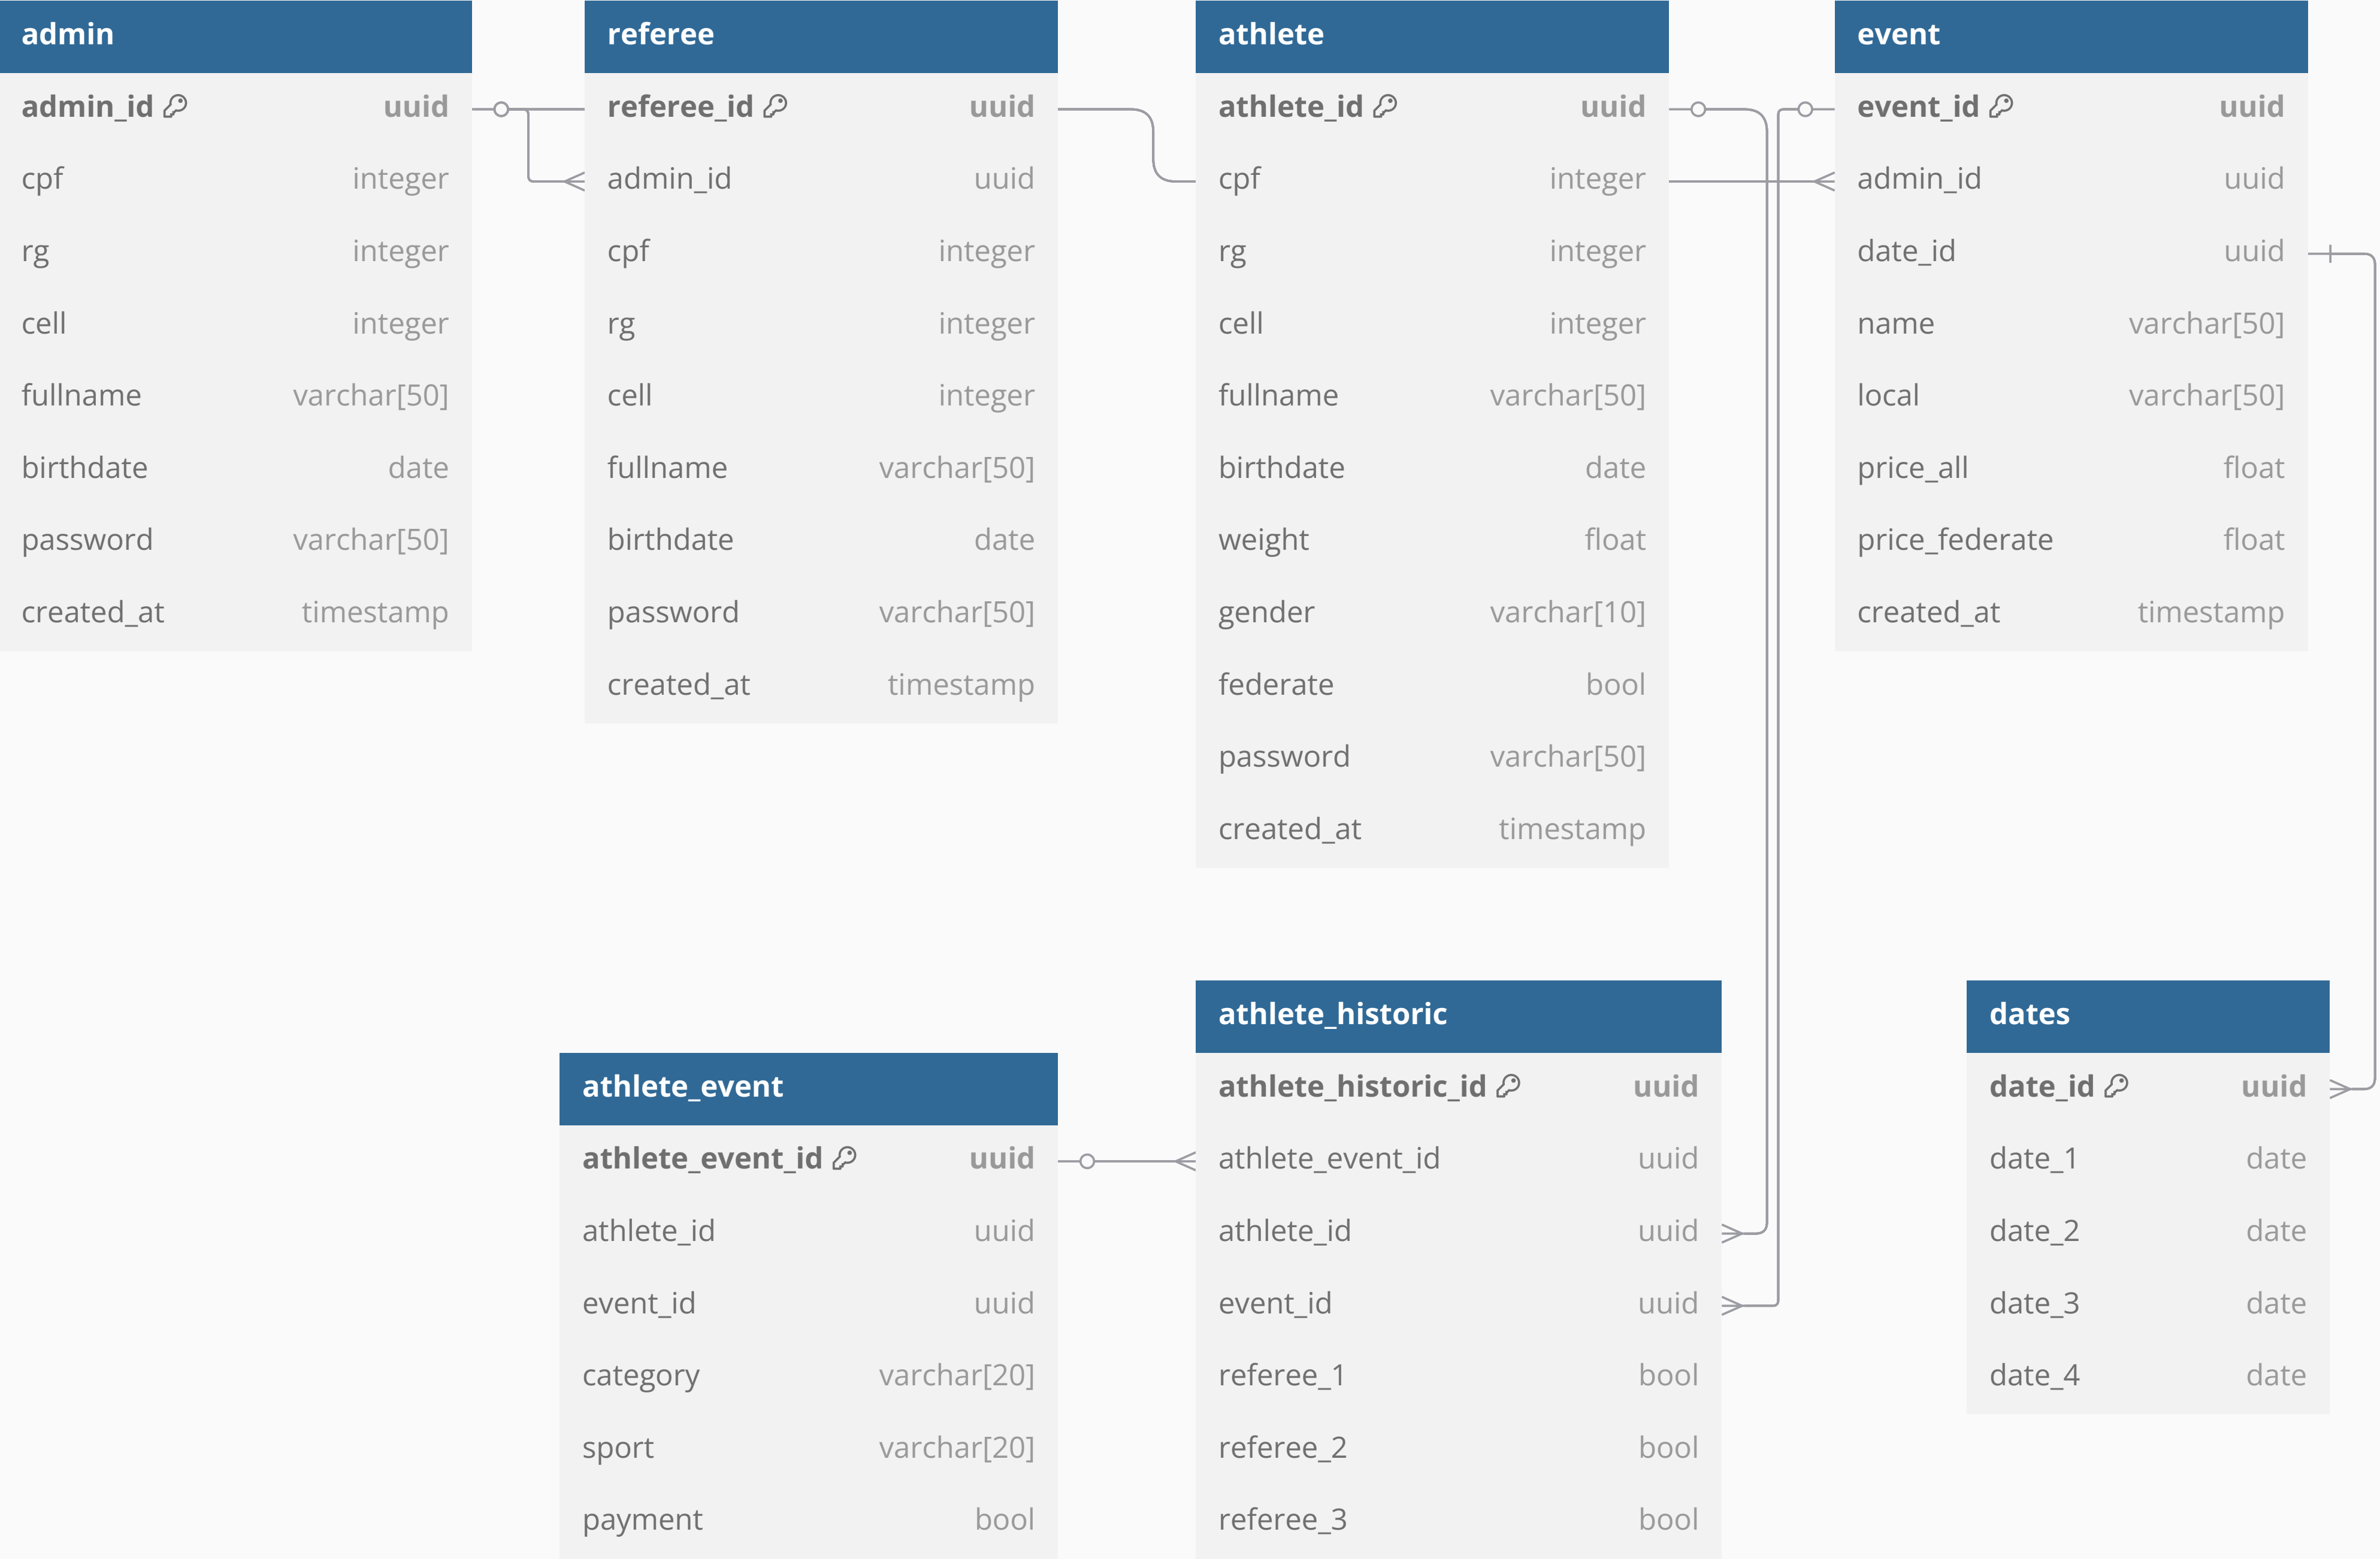 admin
admin_id uuid
cpf integer
rg integer
cell integer
fullname varchar[50]
birthdate date
password varchar[50]
created_at timestamp
referee
referee_id uuid
admin_id uuid
cpf integer
rg integer
cell integer
fullname varchar[50]
birthdate date
password varchar[50]
created_at timestamp
athlete
athlete_id uuid
cpf integer
rg integer
cell integer
fullname varchar[50]
birthdate date
weight float
gender varchar[10]
federate bool
password varchar[50]
created_at timestamp
event
event_id uuid
admin_id uuid
date_id uuid
name varchar[50]
local varchar[50]
price_all float
price_federate float
created_at timestamp
athlete_event
athlete_event_id uuid
athlete_id uuid
event_id uuid
category varchar[20]
sport varchar[20]
payment bool
athlete_historic
athlete_historic_id uuid
athlete_event_id uuid
athlete_id uuid
event_id uuid
referee_1 bool
referee_2 bool
referee_3 bool
dates
date_id uuid
date_1 date
date_2 date
date_3 date
date_4 date